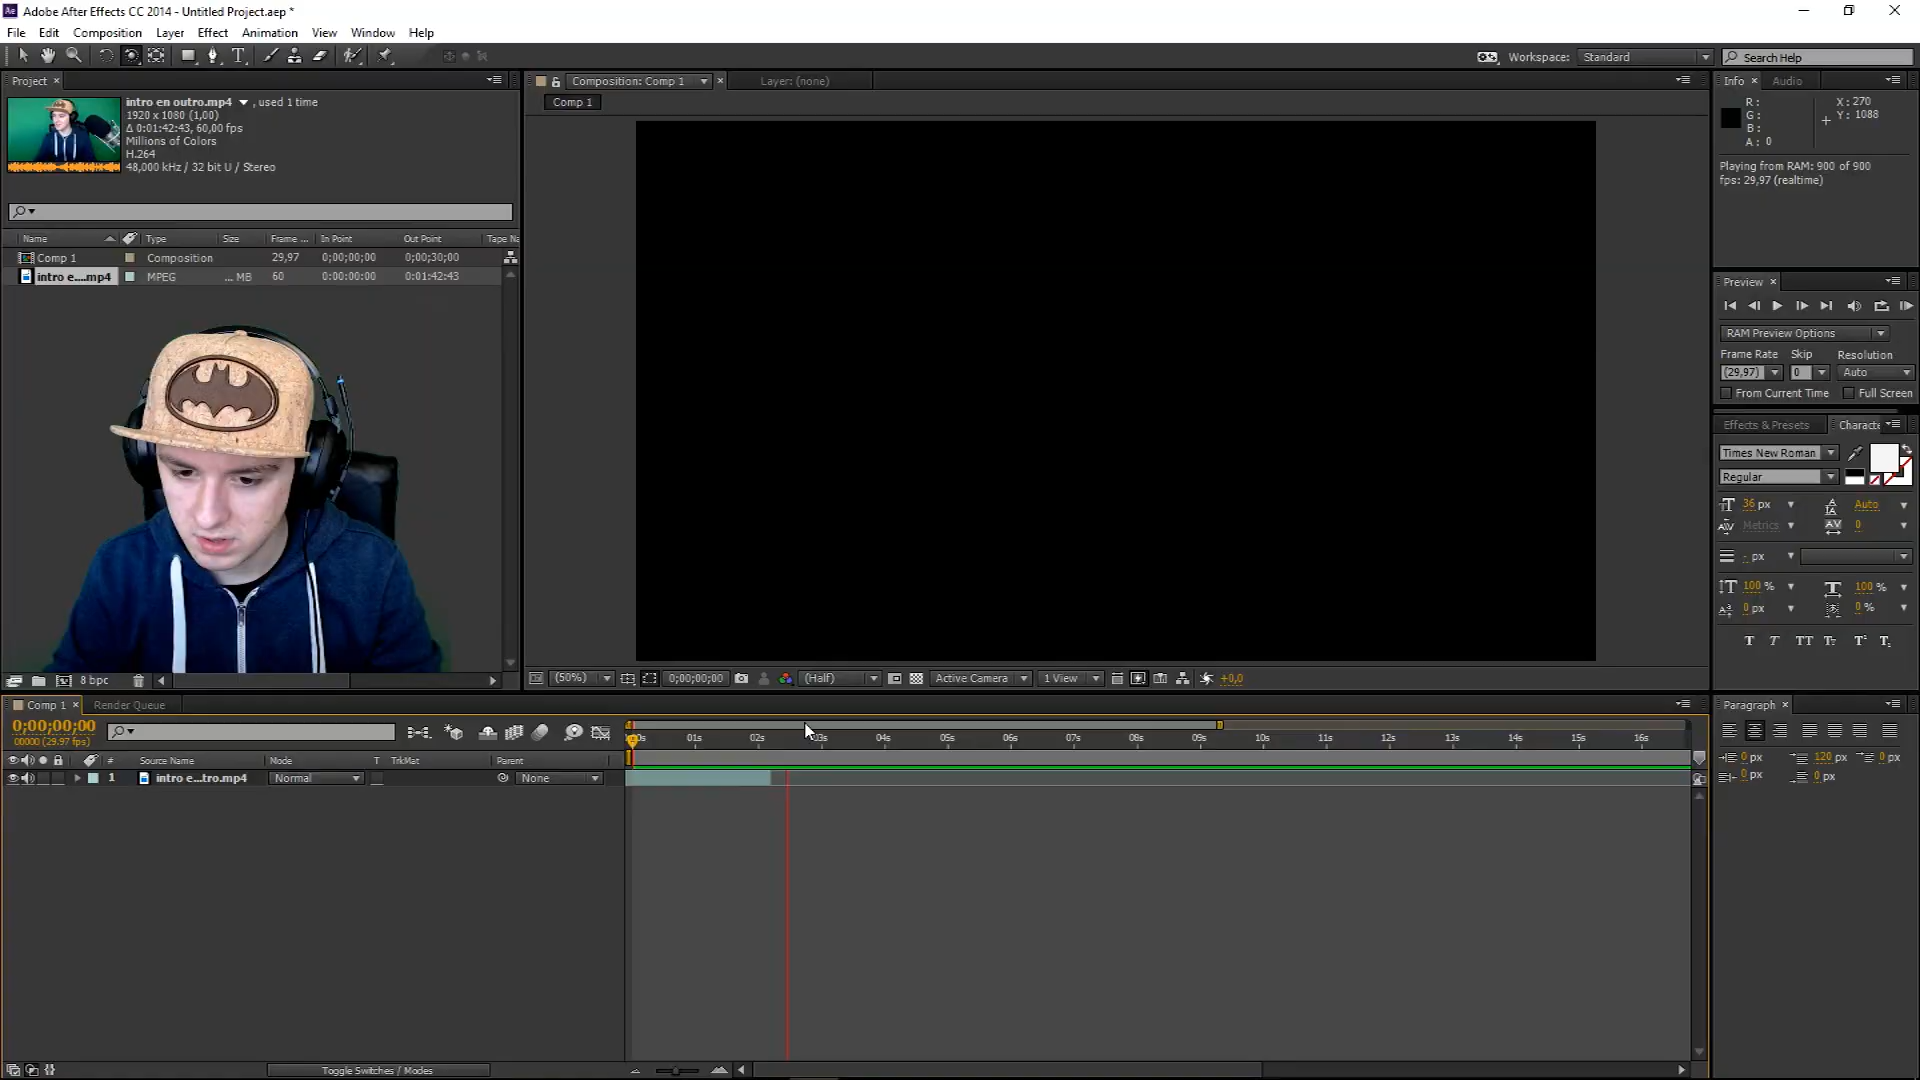 Adobe After Effects CC 2014 - Untitled Project.aep *
File Edit Composition Layer Effect Animation View Window Help
Workspace: Standard Search Help
Project
intro en outro.mp4 , used 1 time
1920 x 1080 (1,00)
Δ 0:01:42:43, 60,00 fps
Millions of Colors
H.264
48,000 kHz / 32 bit U / Stereo
Name Type Size Frame ... In Point Out Point Tape Na
Comp 1 Composition 29,97 0;00;00;00 0;00;30;00
intro e....mp4 MPEG ... MB 60 0:00:00:00 0:01:42:43
8 bpc
Composition: Comp 1 Layer: (none)
Comp 1
(50%) 0;00;00;00 (Half) Active Camera 1 View +0,0
Info Audio
R: X: 270
G: Y: 1088
B:
A: 0
Playing from RAM: 900 of 900
fps: 29,97 (realtime)
Preview
RAM Preview Options
Frame Rate Skip Resolution
(29,97) 0 Auto
From Current Time Full Screen
Effects & Presets Characte
Times New Roman
Regular
36 px Auto
Metrics 0
- px
100 % 100 %
0 px 0 %
Comp 1 Render Queue
0;00;00;00
00000 (29.97 fps)
01s 02s 03s 04s 05s 06s 07s 08s 09s 10s 11s 12s 13s 14s 15s 16s
# Source Name Mode T TrkMat Parent
1 intro e...tro.mp4 Normal None
Toggle Switches / Modes
Paragraph
0 px 120 px 0 px
0 px 0 px